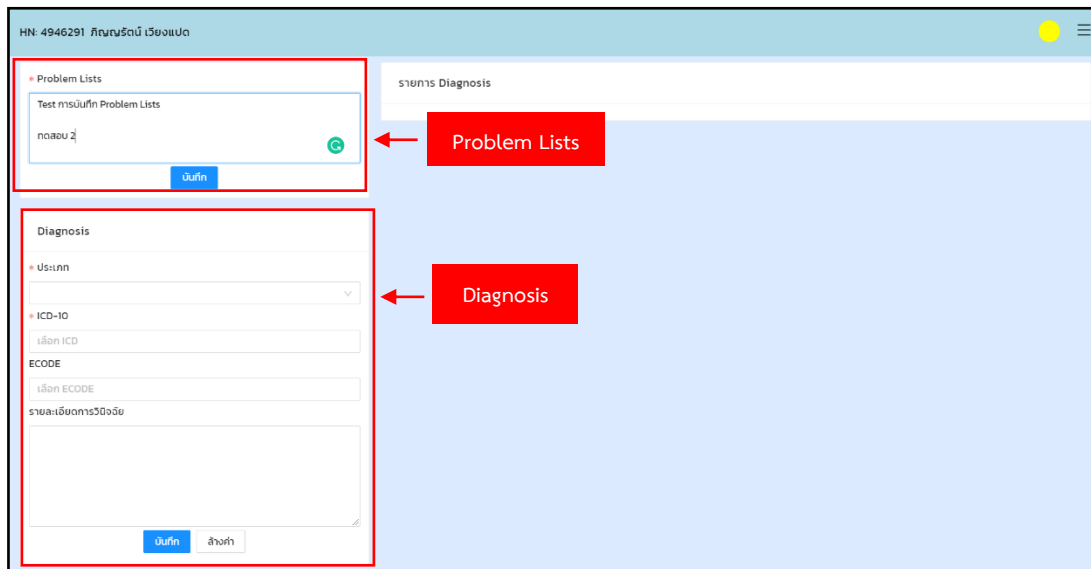 HN: 4946291 ภิญญรัตน์ เวียงแปด
* Problem Lists
Test การบันทึก Problem Lists
ทดสอบ 2
บันทึก
รายการ Diagnosis
Problem Lists
Diagnosis
* ประเภท
* ICD-10
เลือก ICD
ECODE
เลือก ECODE
รายละเอียดการวินิจฉัย
บันทึก
ล้างค่า
Diagnosis